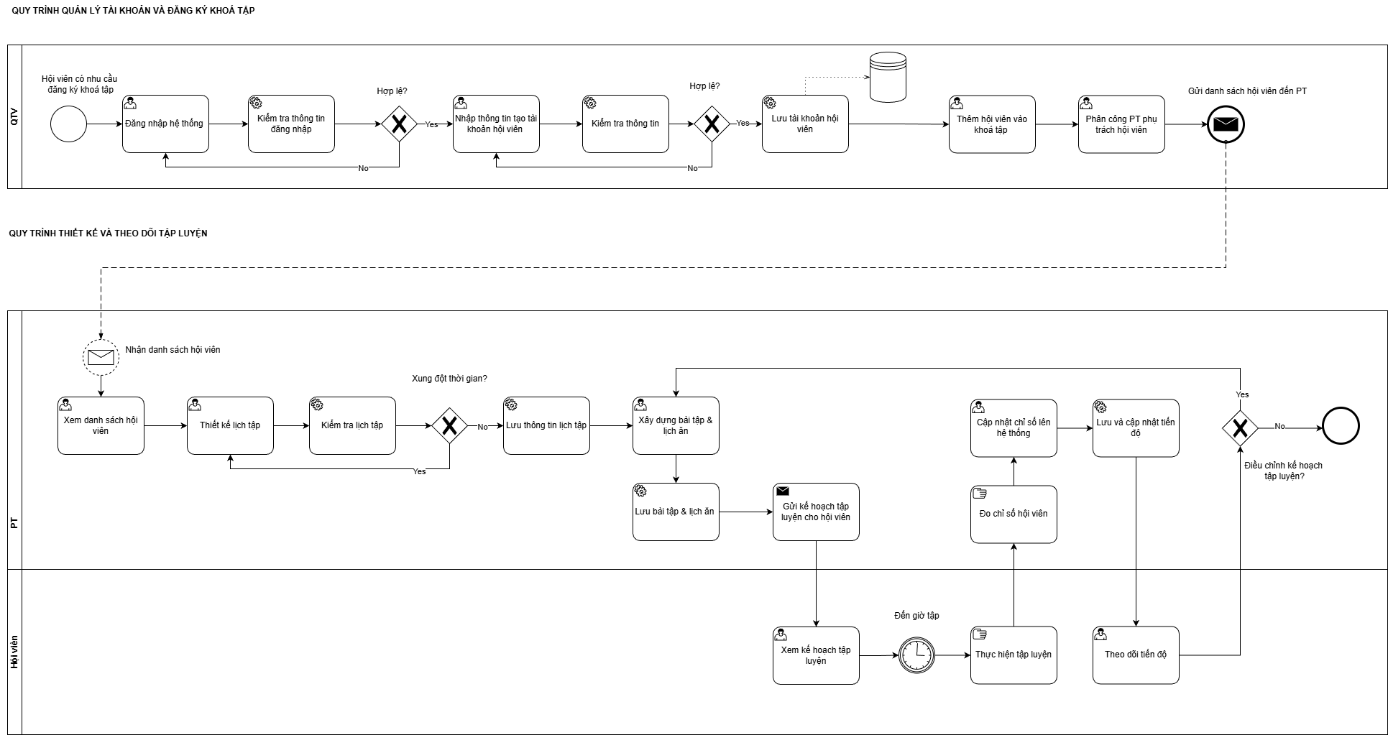 QUY TRÌNH QUẢN LÝ TÀI KHOẢN VÀ ĐĂNG KÝ KHOÁ TẬP
QTV
Hội viên có nhu cầu
đăng ký khoá tập
Đăng nhập hệ thống
Kiểm tra thông tin
đăng nhập
Hợp lệ?
Yes
No
Nhập thông tin tạo tài
khoản hội viên
Kiểm tra thông tin
Hợp lệ?
Yes
No
Lưu tài khoản hội
viên
Thêm hội viên vào
khoá tập
Phân công PT phụ
trách hội viên
Gửi danh sách hội viên đến PT
QUY TRÌNH THIẾT KẾ VÀ THEO DÕI TẬP LUYỆN
PT
Nhân danh sách hội viên
Xem danh sách hội
viên
Thiết kế lịch tập
Kiểm tra lịch tập
Xung đột thời gian?
No
Yes
Lưu thông tin lịch tập
Xây dựng bài tập &
lịch ăn
Lưu bài tập & lịch ăn
Gửi kế hoạch tập
luyện cho hội viên
Cập nhật chỉ số lên
hệ thống
Đo chỉ số hội viên
Lưu và cập nhật tiến
độ
Yes
No
Điều chỉnh kế hoạch
tập luyện?
Hội viên
Xem kế hoạch tập
luyện
Đến giờ tập
Thực hiện tập luyện
Theo dõi tiến độ